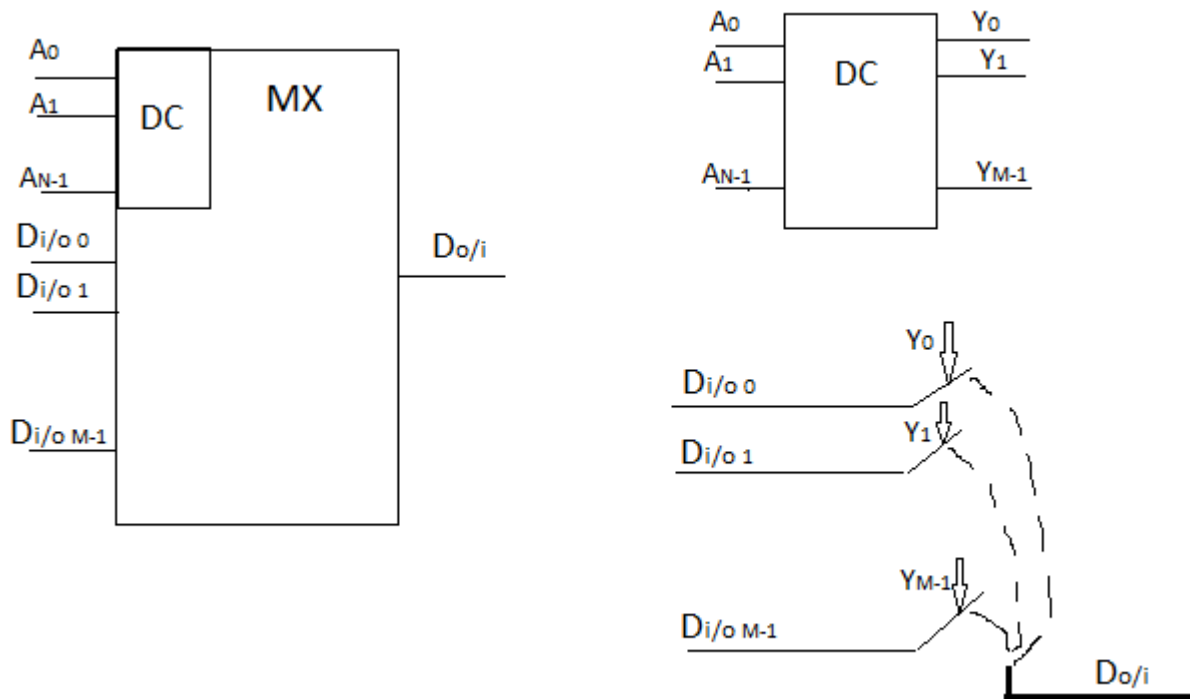 A0
A1
AN-1
DC
MX
Di/o 0
Di/o 1
Di/o M-1
Do/i
A0
A1
AN-1
DC
Y0
Y1
YM-1
Y0
Di/o 0
Y1
Di/o 1
YM-1
Di/o M-1
Do/i